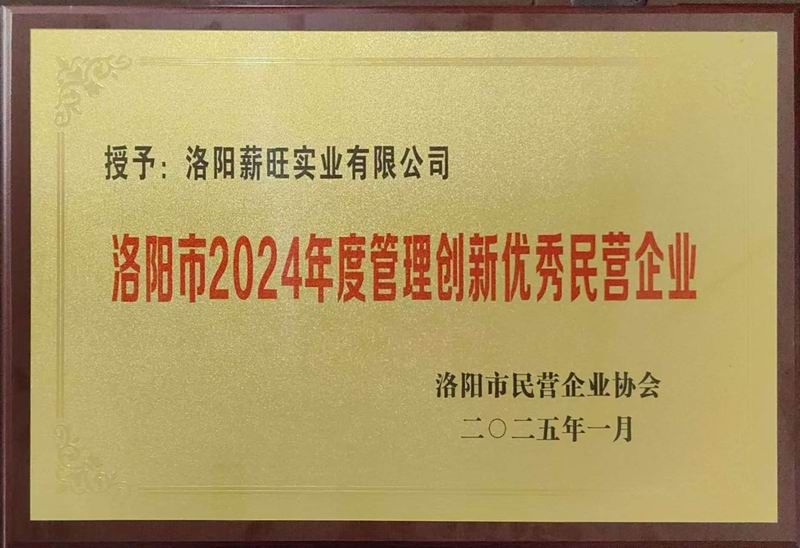 授予：洛阳薪旺实业有限公司
洛阳市2024年度管理创新优秀民营企业
洛阳市民营企业协会
二〇二五年一月